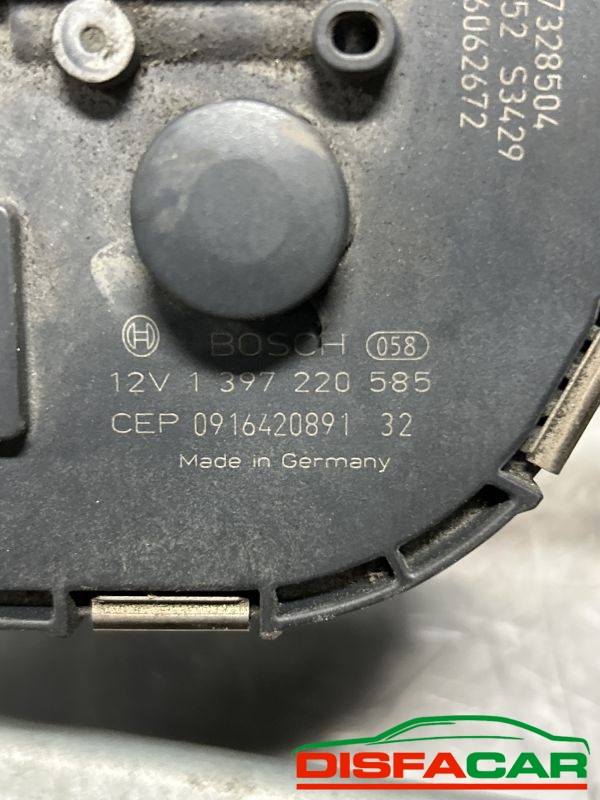 7328504
52 S3429
6062672
BOSCH 058
12V 1 397 220 585
CEP 0916420891 32
Made in Germany
DISFACAR